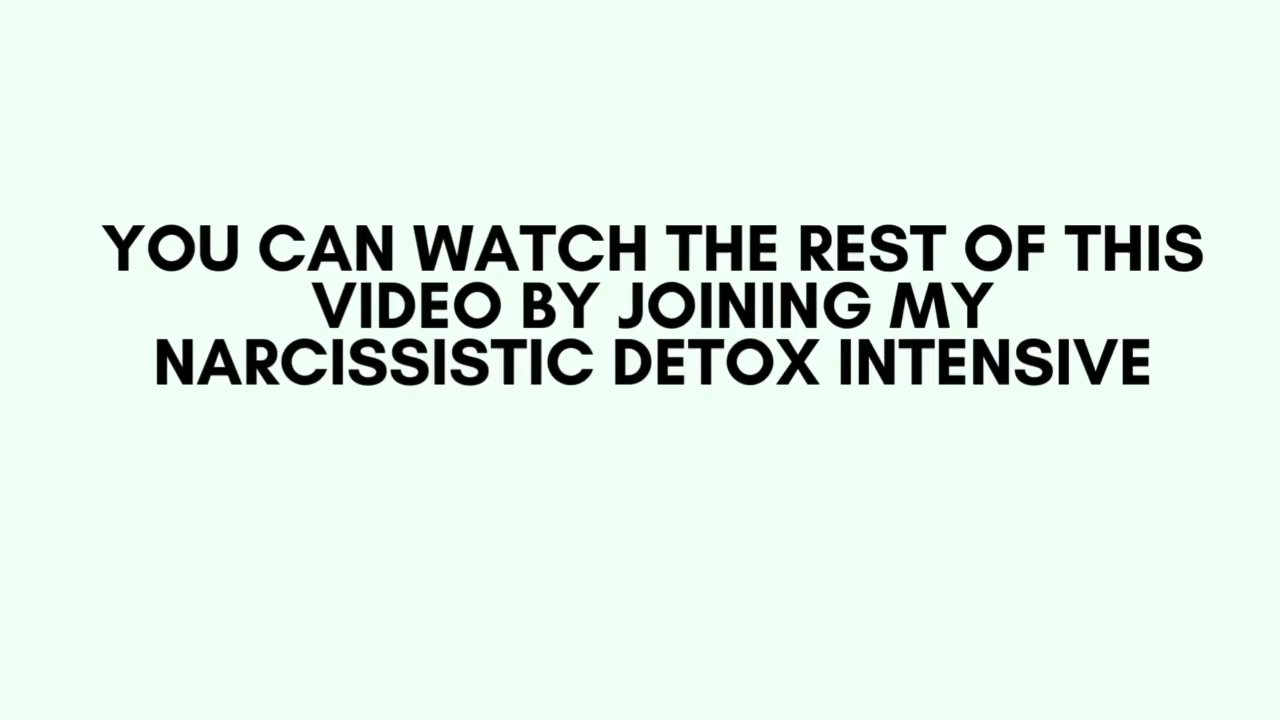 YOU CAN WATCH THE REST OF THIS
VIDEO BY JOINING MY
NARCISSISTIC DETOX INTENSIVE